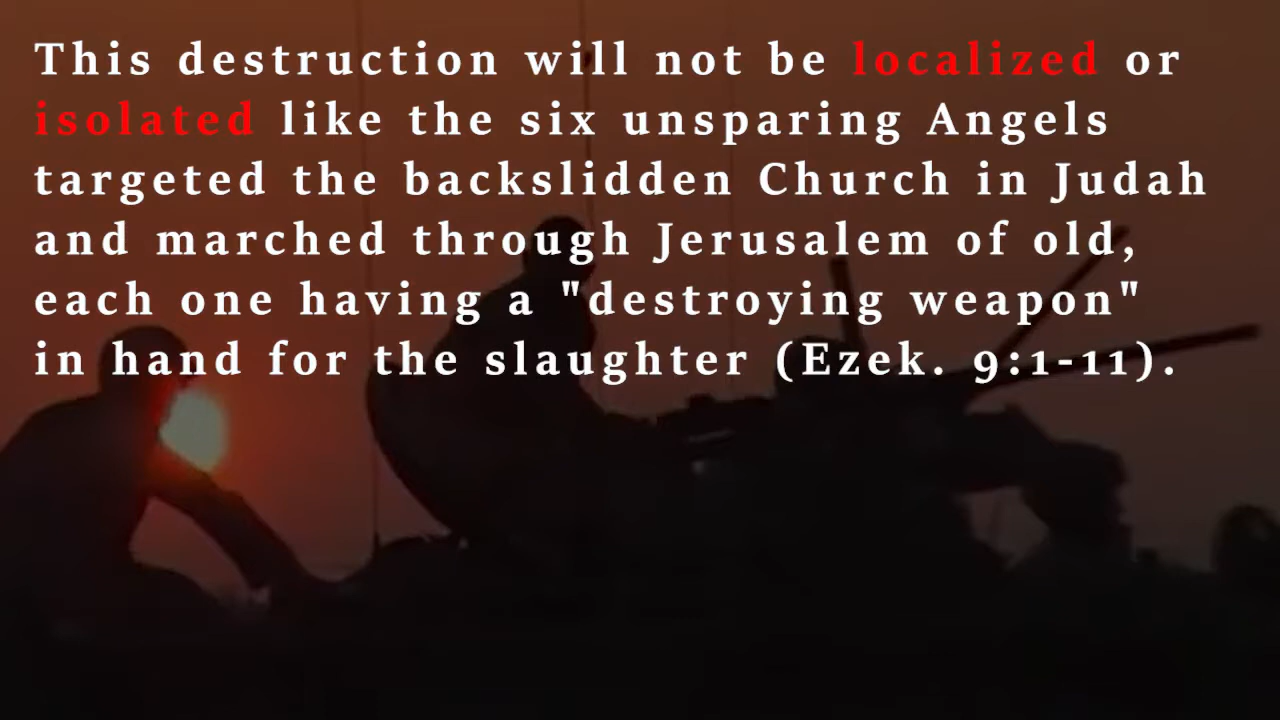 This destruction will not be localized or
isolated like the six unsparing Angels
targeted the backslidden Church in Judah
and marched through Jerusalem of old,
each one having a "destroying weapon"
in hand for the slaughter (Ezek. 9:1-11).